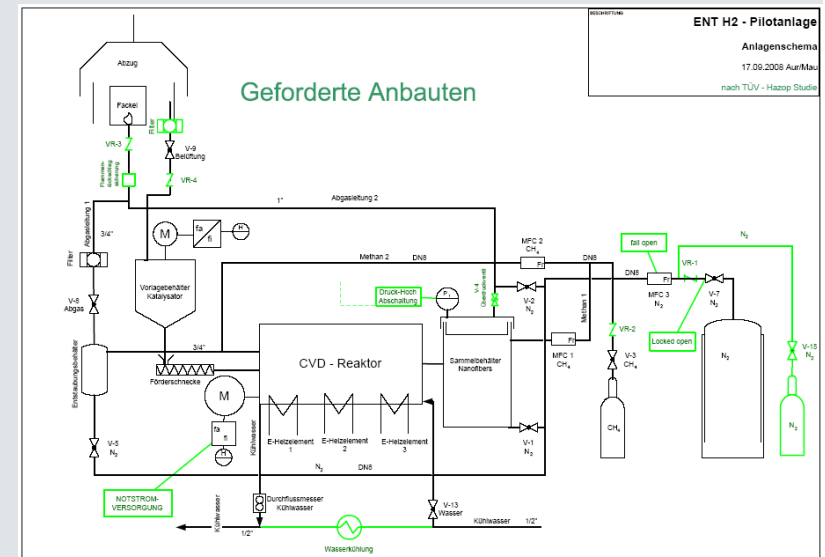 BESCHRIFTUNG
ENT H2 - Pilotanlage
Anlagenschema
17.09.2008 Aur/Mau
nach TÜV - Hazop Studie
Geforderte Anbauten
Abzug
Fackel
Filter
VR-3
V-9
Belüftung
VR-4
Abgasleitung 1
3/4"
1"
Abgasleitung 2
M
fa
fi
H
Filter
Vorlagebehälter
Katalysator
V-8
Abgas
Entstaubungsbehälter
3/4"
Förderschnecke
V-5
N₂
Methan 2
DN8
MFC 2
CH₄
Fr
Druck-Hoch
Abschaltung
P
V-4
Überdruckventil
V-2
N₂
DN8
Methan 1
fail open
Fr
MFC 3
N₂
VR-1
V-7
N₂
N₂
Locked open
VR-2
V-3
CH₄
CH₄
N₂
V-15
N₂
N₂
CVD - Reaktor
Sammelbehälter
Nanofibers
Fr
MFC 1
CH₄
V-1
N₂
M
fa
fi
H
E-Heizelement
1
E-Heizelement
2
E-Heizelement
3
Kühlwasser
N₂
DN8
NOTSTROM-
VERSORGUNG
Durchflussmesser
Kühlwasser
V-13
Wasser
Kühlwasser
1/2"
Kühlwasser
1/2"
Wasserkühlung